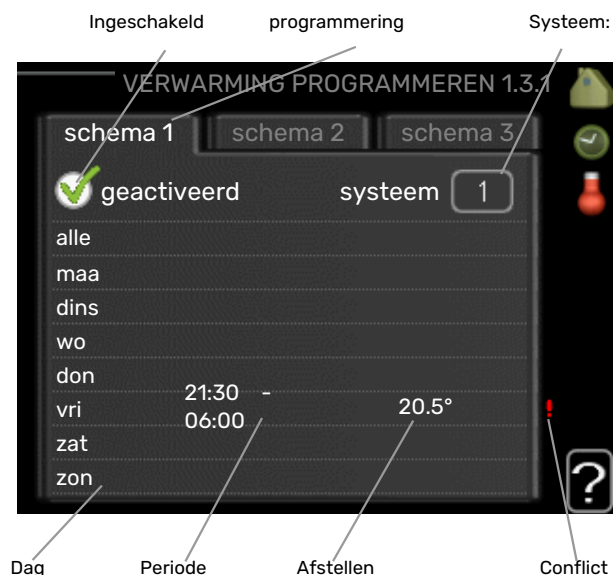 Ingeschakeld programmering Systeem:
VERWARMING PROGRAMMEREN 1.3.1
schema 1 schema 2 schema 3
geactiveerd systeem 1
alle
maa
dins
wo
don
vri 21:30 - 06:00 20.5° !
zat
zon
?
Dag Periode Afstellen Conflict